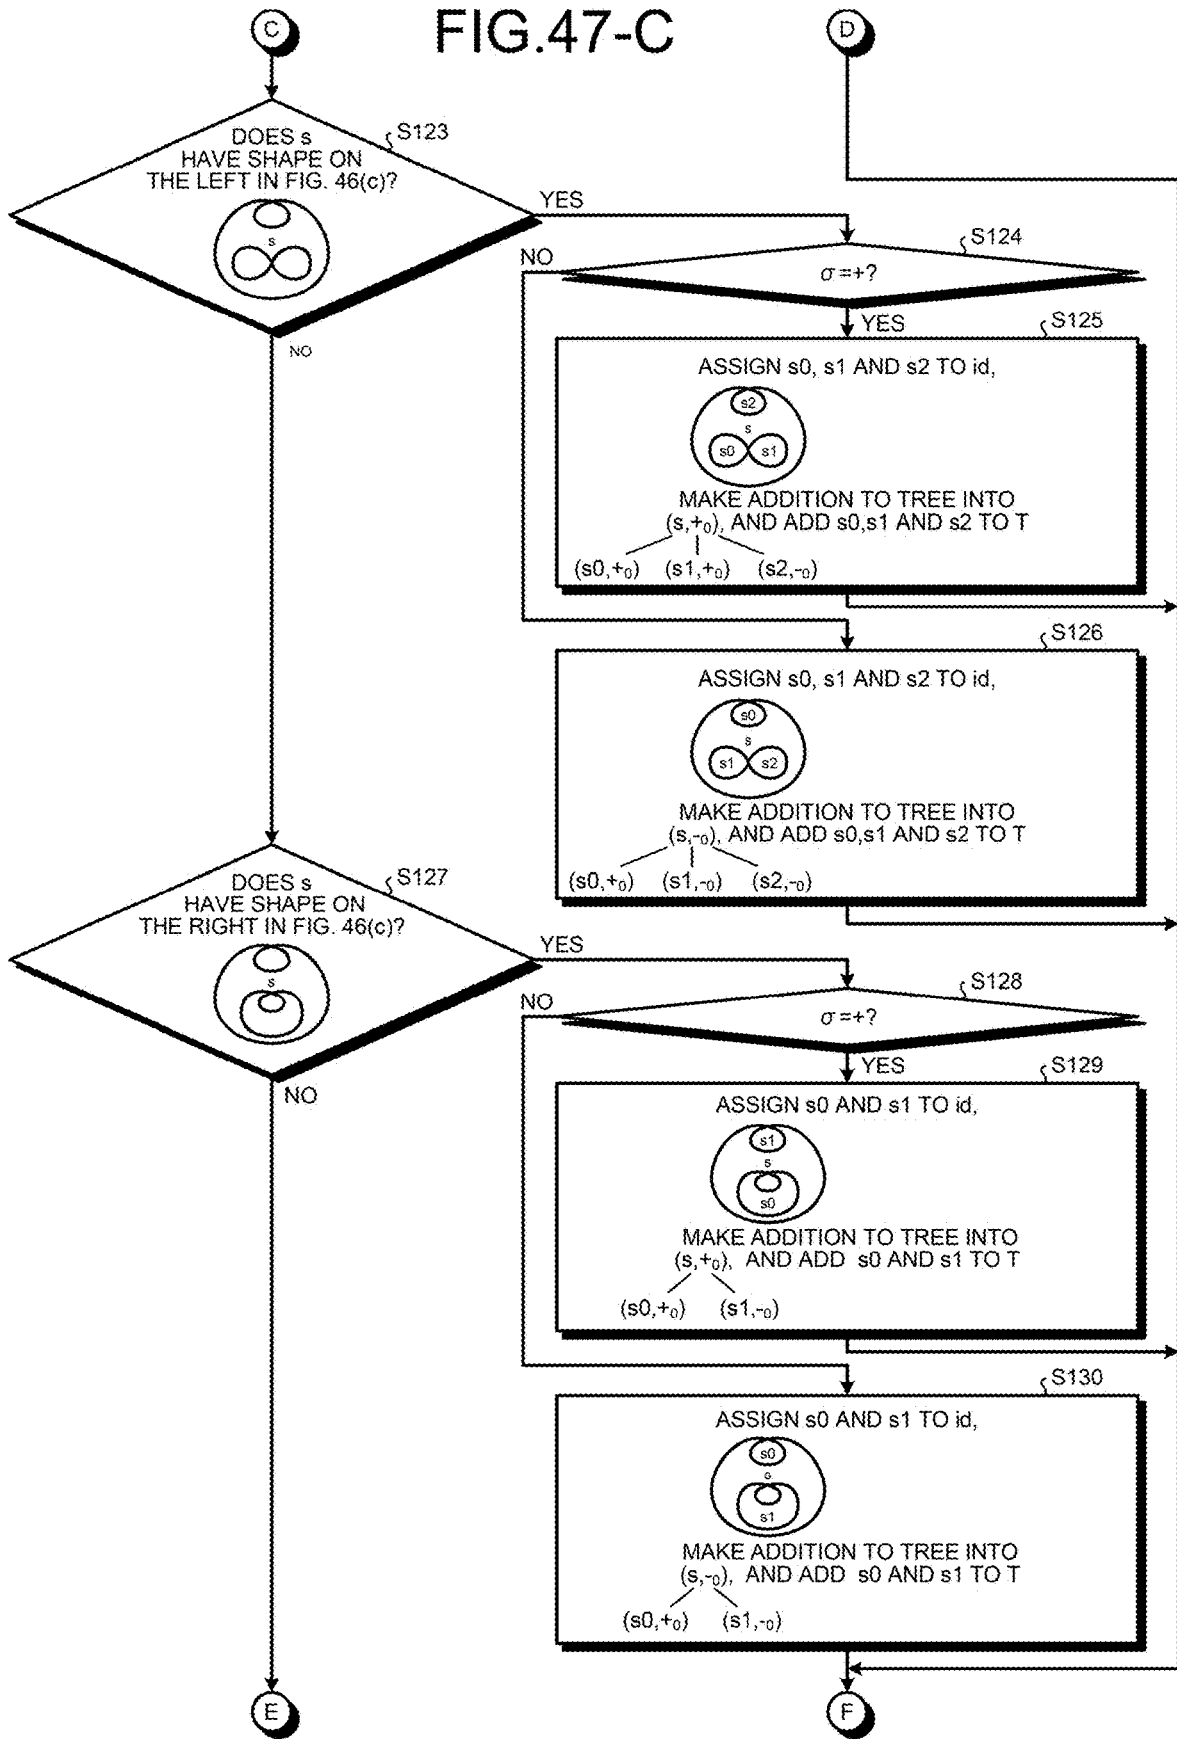 FIG.47-C
C
D
DOES s
HAVE SHAPE ON
THE LEFT IN FIG. 46(c)?
S123
s
YES
NO
S124
σ=+?
NO
YES
S125
ASSIGN s0, s1 AND s2 TO id,
s2
s
s0 s1
MAKE ADDITION TO TREE INTO
(s,+₀), AND ADD s0,s1 AND s2 TO T
(s0,+₀) (s1,+₀) (s2,-₀)
S126
ASSIGN s0, s1 AND s2 TO id,
s0
s
s1 s2
MAKE ADDITION TO TREE INTO
(s,-₀), AND ADD s0,s1 AND s2 TO T
(s0,+₀) (s1,-₀) (s2,-₀)
DOES s
HAVE SHAPE ON
THE RIGHT IN FIG. 46(c)?
S127
s
YES
NO
S128
σ=+?
NO
YES
S129
ASSIGN s0 AND s1 TO id,
s1
s
s0
MAKE ADDITION TO TREE INTO
(s,+₀), AND ADD s0 AND s1 TO T
(s0,+₀) (s1,-₀)
S130
ASSIGN s0 AND s1 TO id,
s0
s
s1
MAKE ADDITION TO TREE INTO
(s,-₀), AND ADD s0 AND s1 TO T
(s0,+₀) (s1,-₀)
E
F